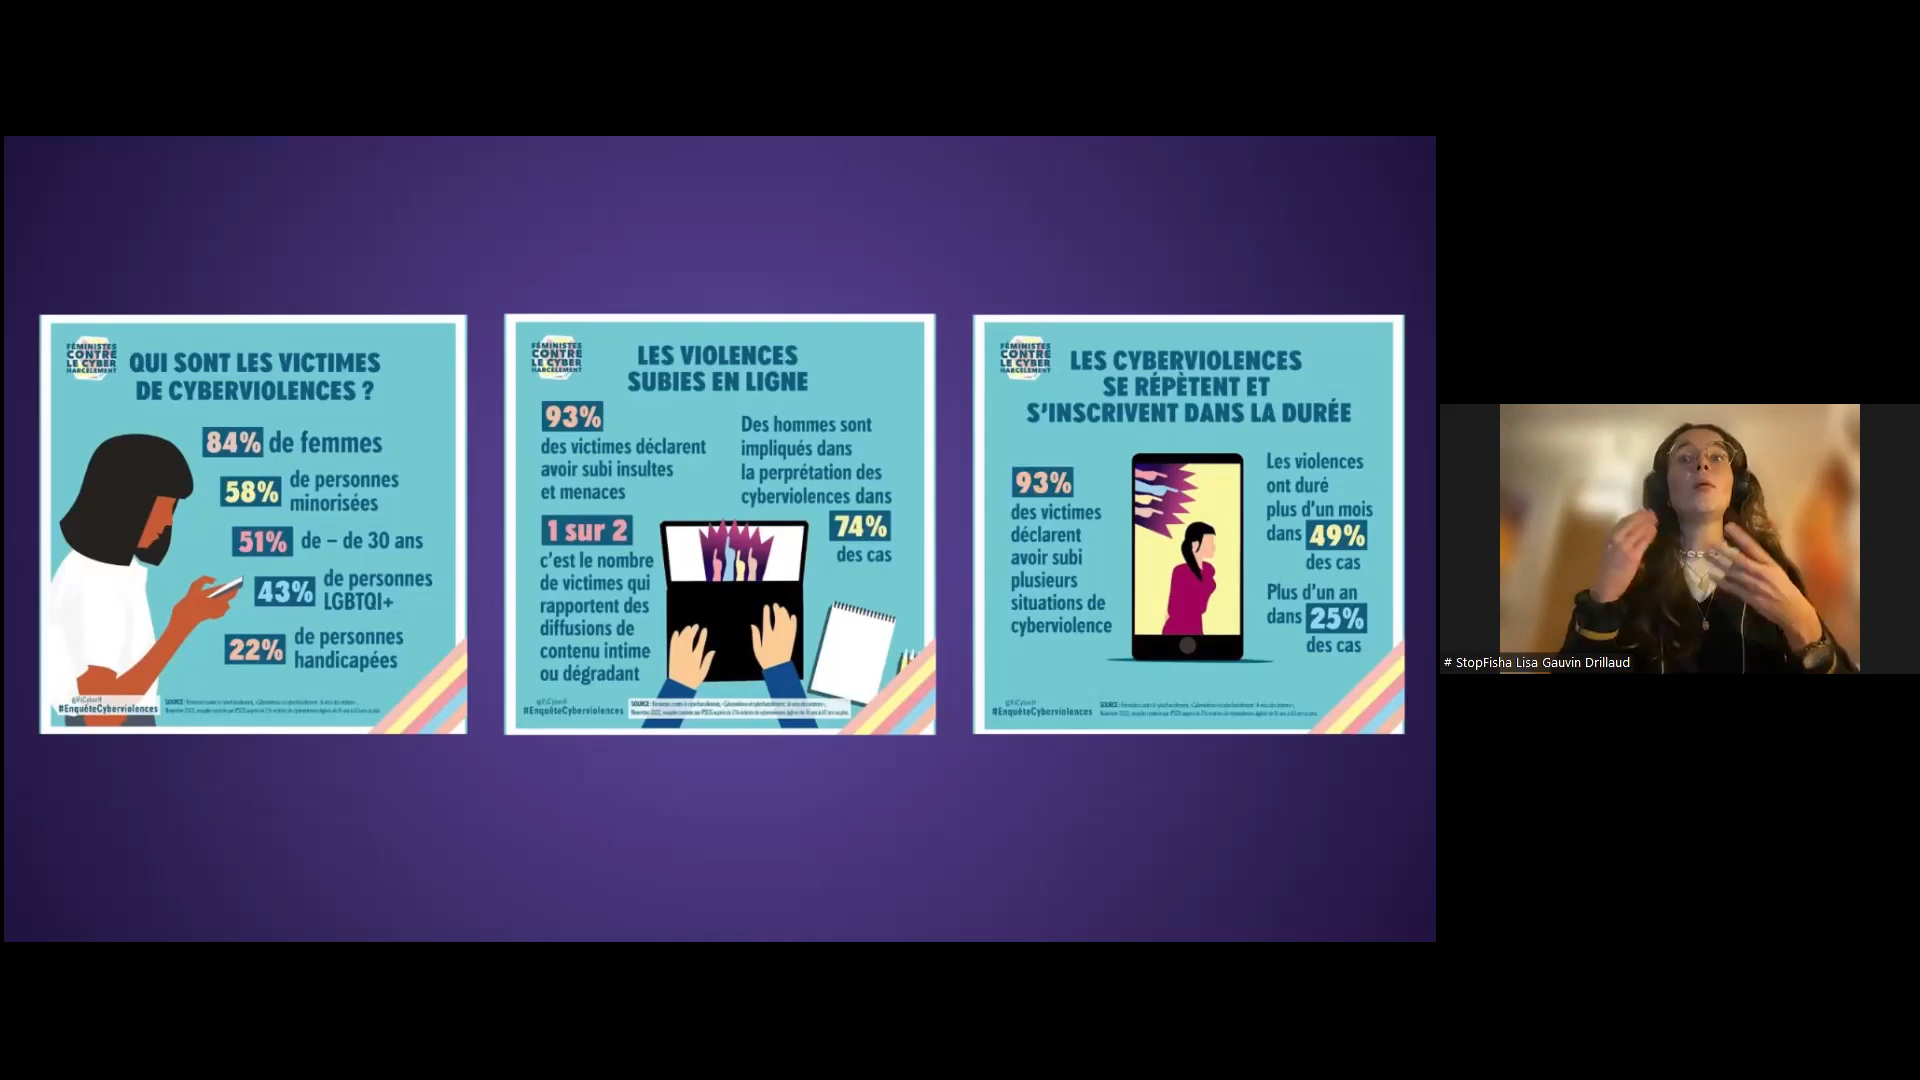 FÉMINISTES
CONTRE
LE CYBER
HARCÈLEMENT
QUI SONT LES VICTIMES
DE CYBERVIOLENCES ?
84% de femmes
58% de personnes
minorisées
51% de – de 30 ans
43% de personnes
LGBTQI+
22% de personnes
handicapées
@VsCyberH
#EnquêteCyberviolences
FÉMINISTES
CONTRE
LE CYBER
HARCÈLEMENT
LES VIOLENCES
SUBIES EN LIGNE
93%
des victimes déclarent
avoir subi insultes
et menaces
1 sur 2
c'est le nombre
de victimes qui
rapportent des
diffusions de
contenu intime
ou dégradant
Des hommes sont
impliqués dans
la perprétation des
cyberviolences dans
74%
des cas
@VsCyberH
#EnquêteCyberviolences
FÉMINISTES
CONTRE
LE CYBER
HARCÈLEMENT
LES CYBERVIOLENCES
SE RÉPÈTENT ET
S'INSCRIVENT DANS LA DURÉE
93%
des victimes
déclarent
avoir subi
plusieurs
situations de
cyberviolence
Les violences
ont duré
plus d'un mois
dans 49%
des cas
Plus d'un an
dans 25%
des cas
@VsCyberH
#EnquêteCyberviolences
# StopFisha Lisa Gauvin Drillaud